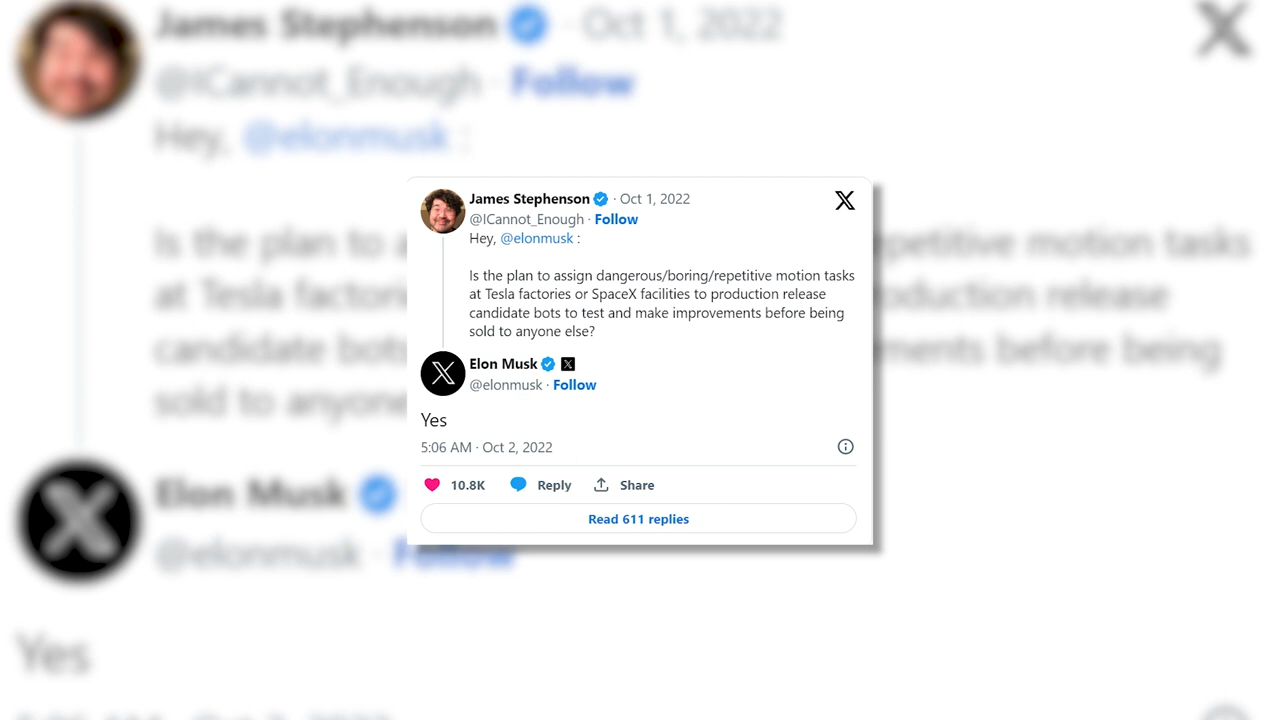 James Stephenson · Oct 1, 2022
@ICannot_Enough · Follow
Hey, @elonmusk :
Is the plan to assign dangerous/boring/repetitive motion tasks
at Tesla factories or SpaceX facilities to production release
candidate bots to test and make improvements before being
sold to anyone else?
Elon Musk
@elonmusk · Follow
Yes
5:06 AM · Oct 2, 2022
10.8K Reply Share
Read 611 replies